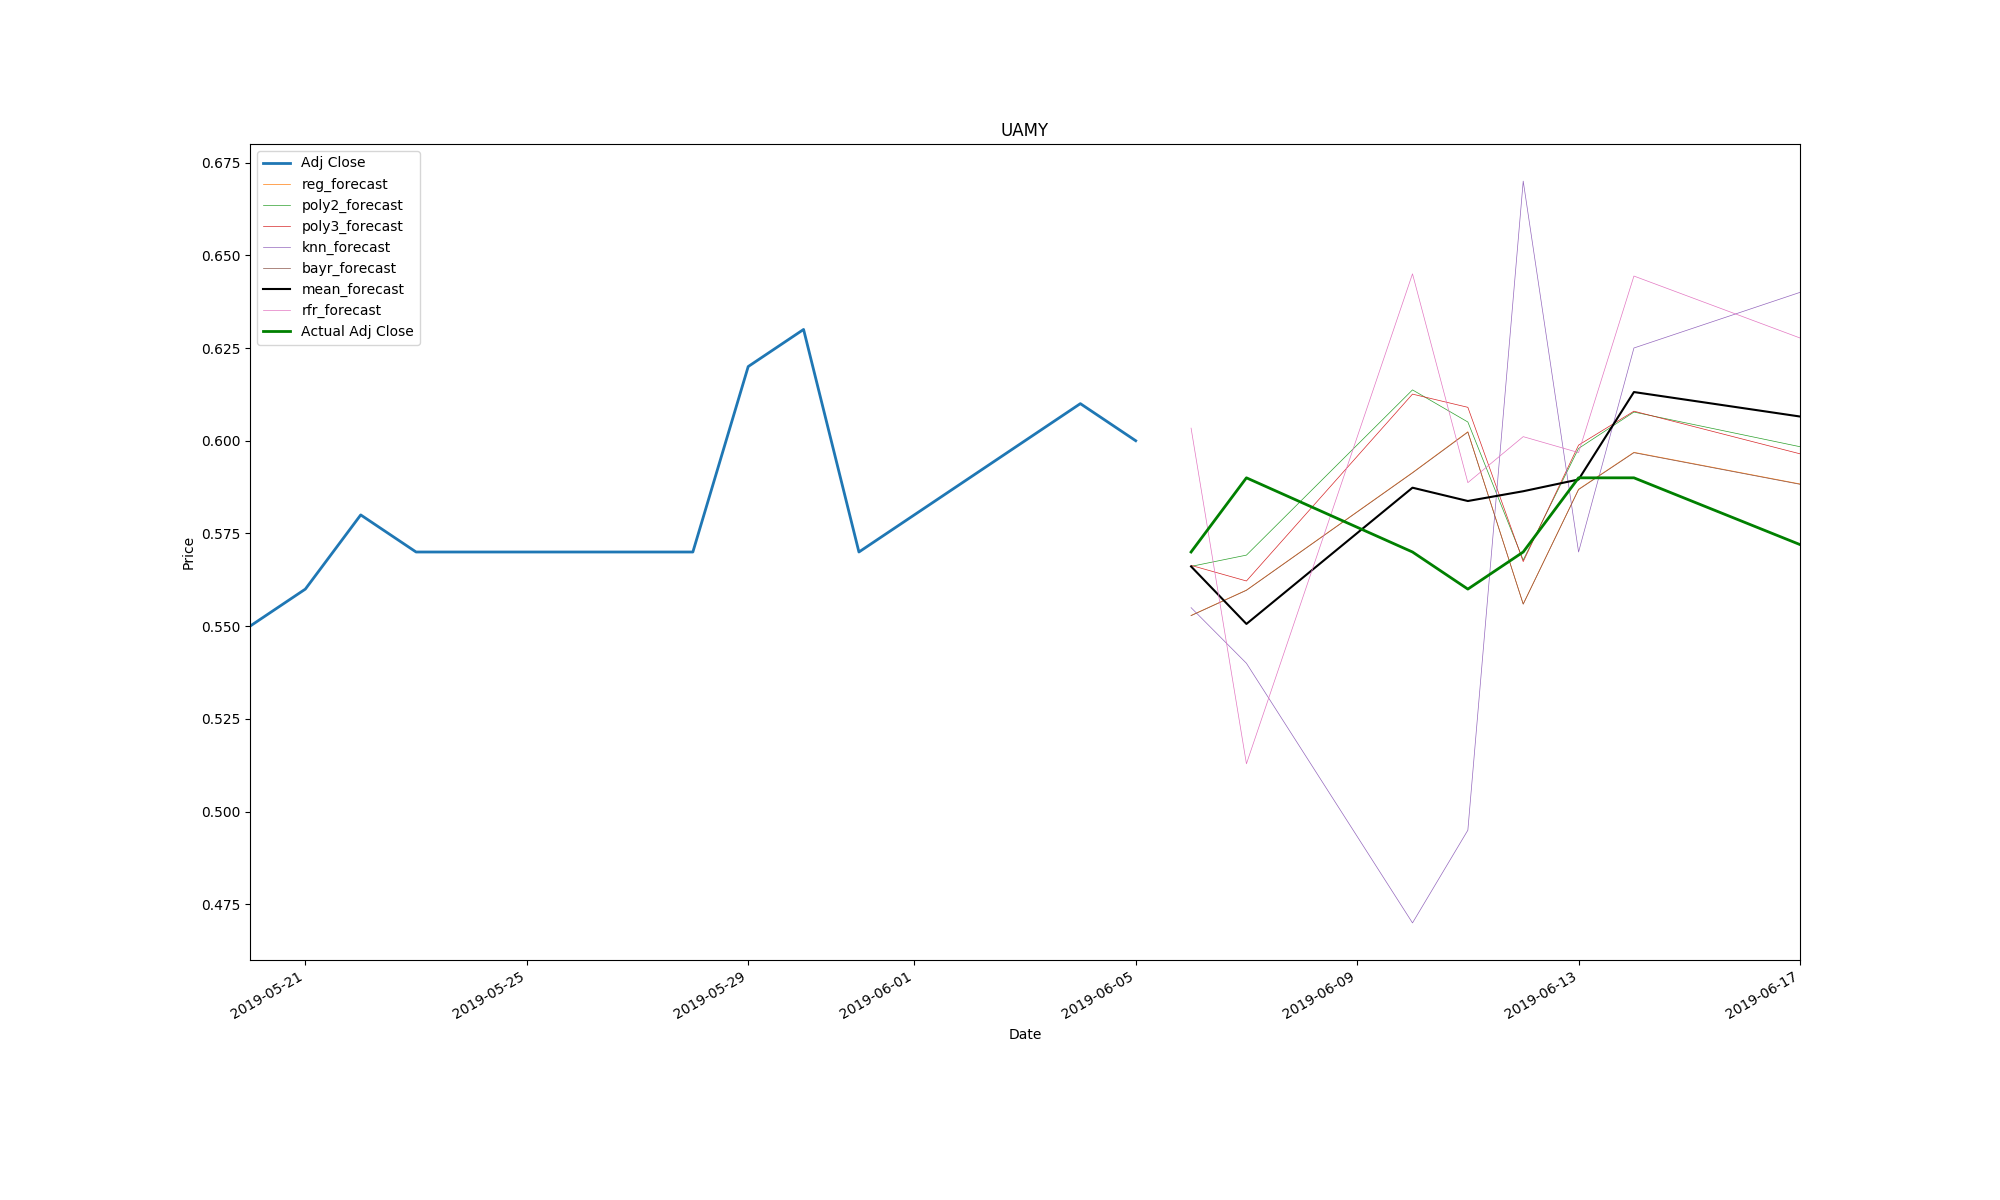 UAMY
Adj Close
reg_forecast
poly2_forecast
poly3_forecast
knn_forecast
bayr_forecast
mean_forecast
rfr_forecast
Actual Adj Close
0.675
0.650
0.625
0.600
0.575
0.550
0.525
0.500
0.475
Price
2019-05-21
2019-05-25
2019-05-29
2019-06-01
2019-06-05
2019-06-09
2019-06-13
2019-06-17
Date